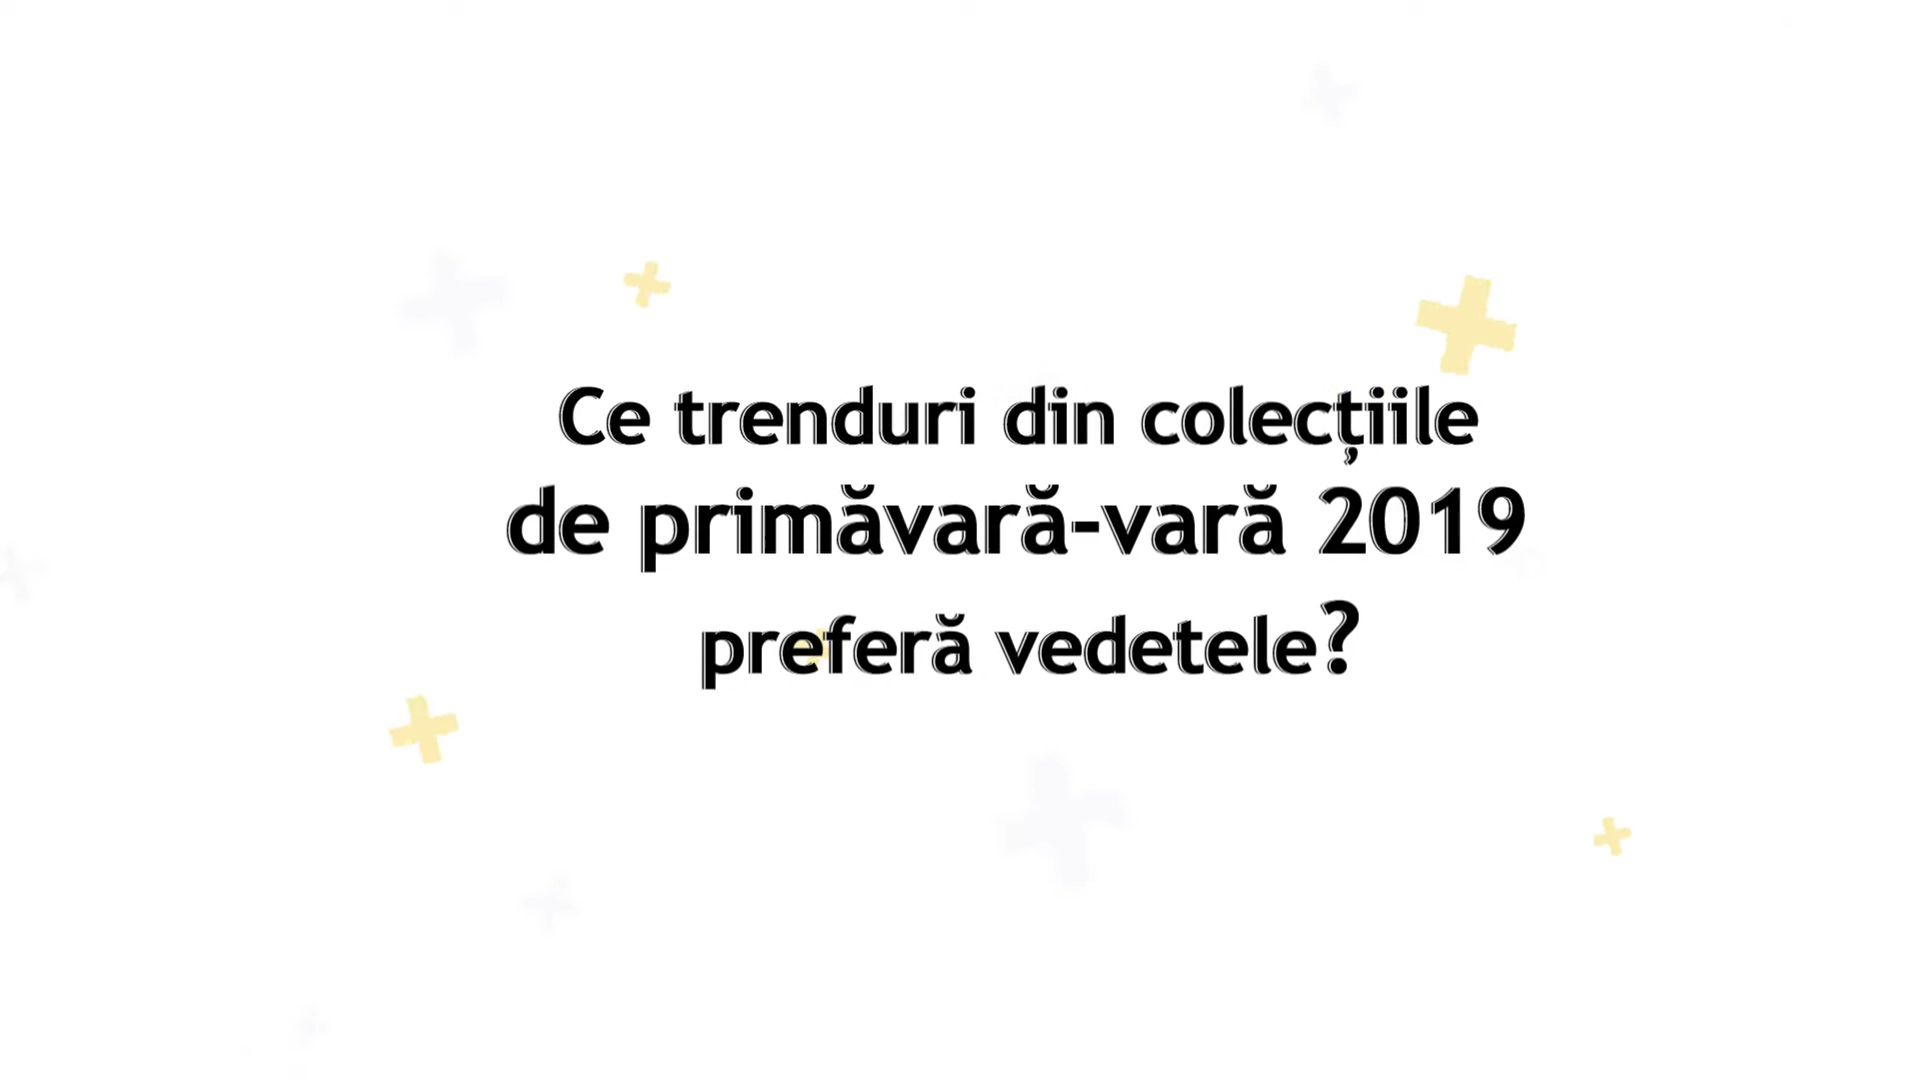 Ce trenduri din colecțiile
de primăvară-vară 2019
preferă vedetele?